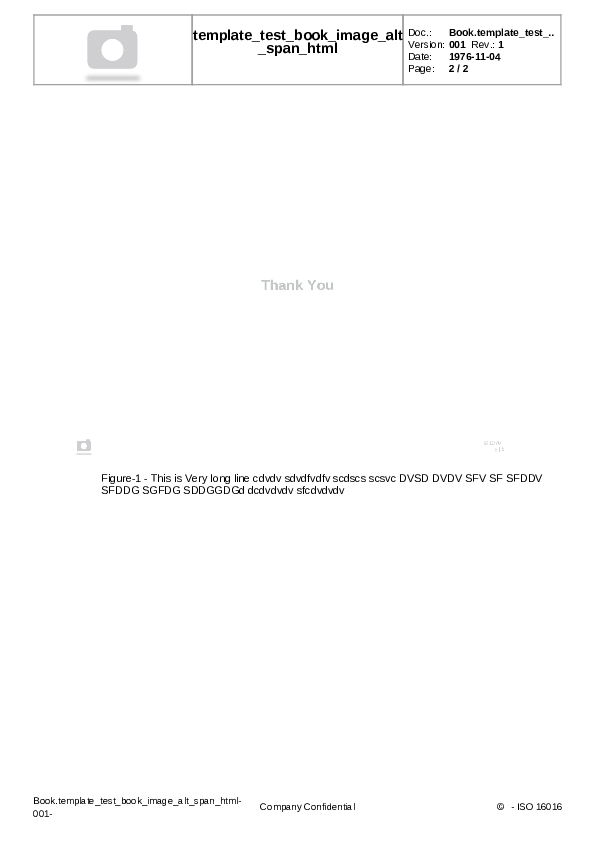 template_test_book_image_alt
_span_html
Doc.: Book.template_test_..
Version: 001 Rev.: 1
Date: 1976-11-04
Page: 2 / 2
Thank You
Figure-1 - This is Very long line cdvdv sdvdfvdfv scdscs scsvc DVSD DVDV SFV SF SFDDV
SFDDG SGFDG SDDGGDGd dcdvdvdv sfcdvdvdv
Book.template_test_book_image_alt_span_html-
001-
Company Confidential
© - ISO 16016